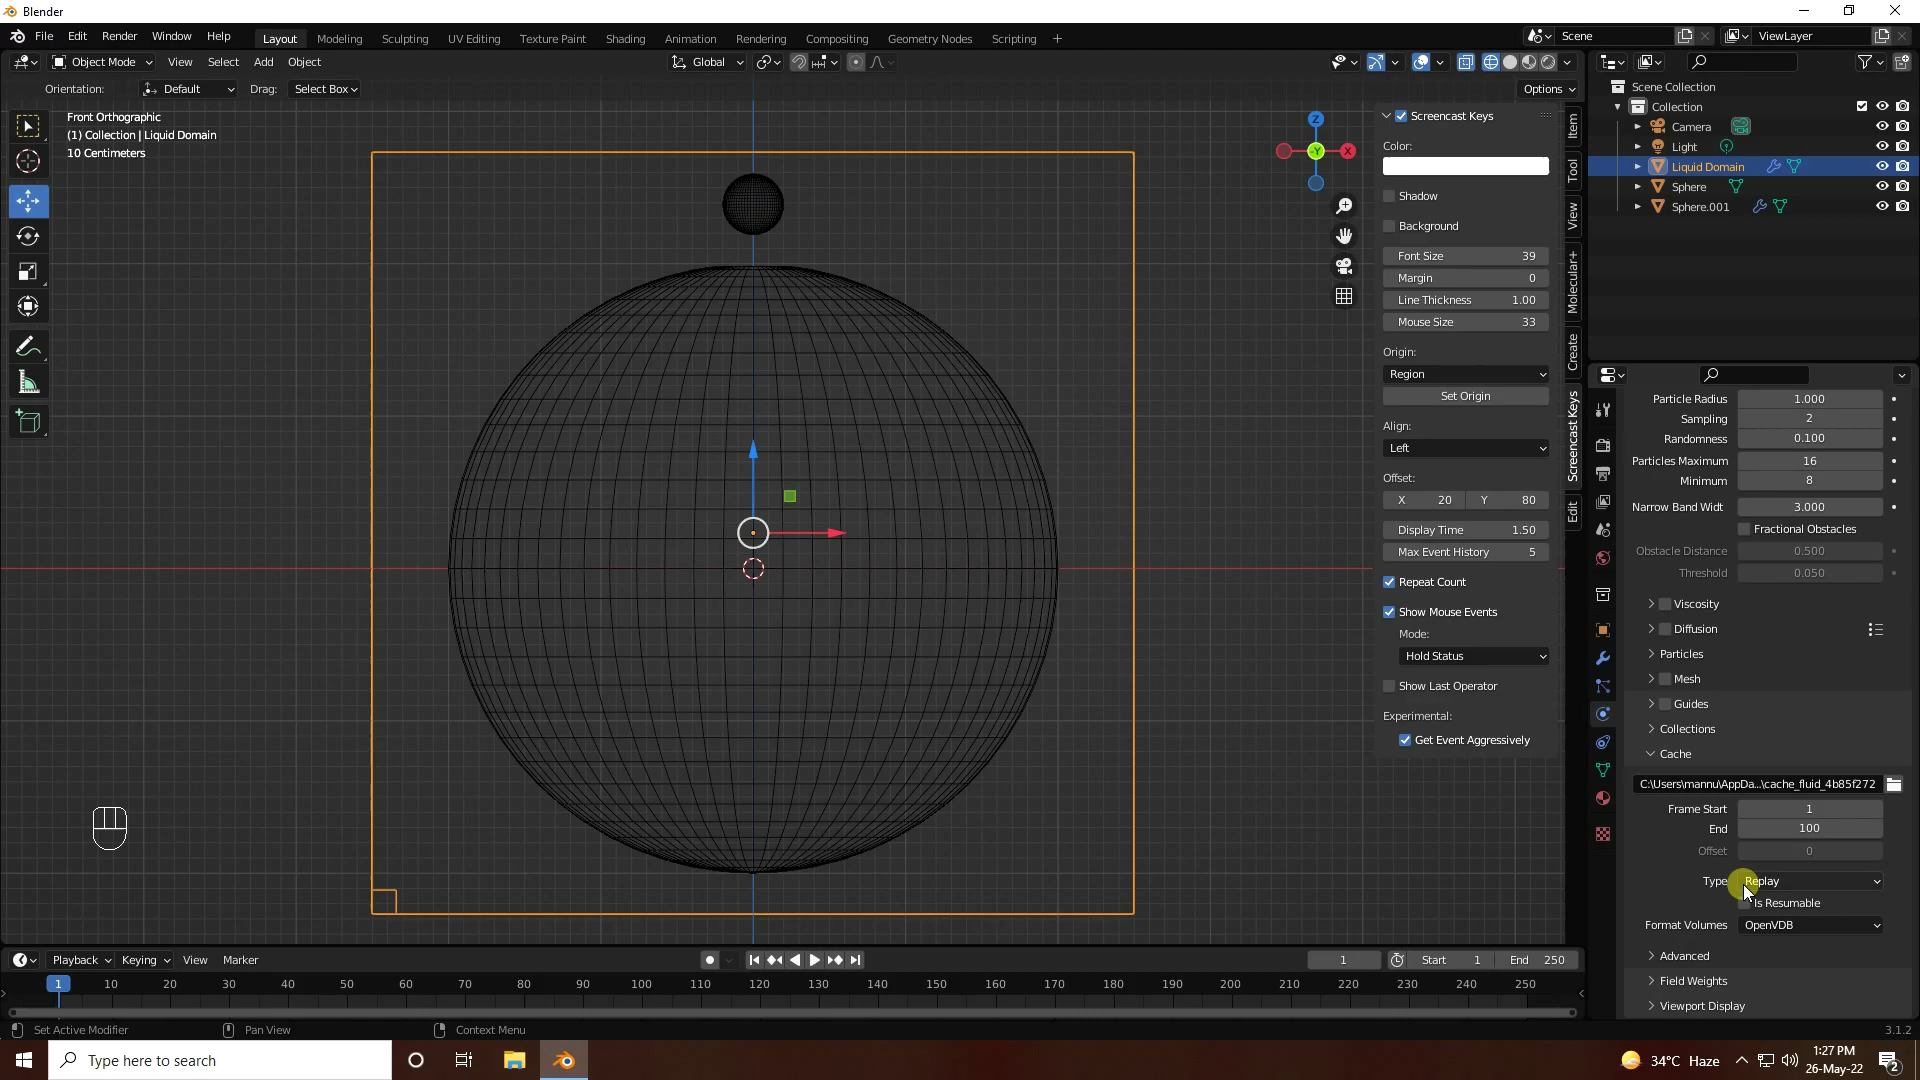 Blender
File Edit Render Window Help
Layout Modeling Sculpting UV Editing Texture Paint Shading Animation Rendering Compositing Geometry Nodes Scripting +
Scene ViewLayer
Object Mode View Select Add Object Global
Orientation: Default Drag: Select Box Options
Front Orthographic
(1) Collection | Liquid Domain
10 Centimeters
Z
X
-Y
Screencast Keys
Color:
Shadow
Background
Font Size 39
Margin 0
Line Thickness 1.00
Mouse Size 33
Origin:
Region
Set Origin
Align:
Left
Offset:
X 20 Y 80
Display Time 1.50
Max Event History 5
Repeat Count
Show Mouse Events
Mode:
Hold Status
Show Last Operator
Experimental:
Get Event Aggressively
Item
Tool
View
Molecular+
Create
Screencast Keys
Edit
Scene Collection
Collection
Camera
Light
Liquid Domain
Sphere
Sphere.001
Particle Radius 1.000
Sampling 2
Randomness 0.100
Particles Maximum 16
Minimum 8
Narrow Band Widt 3.000
Fractional Obstacles
Obstacle Distance 0.500
Threshold 0.050
Viscosity
Diffusion
Particles
Mesh
Guides
Collections
Cache
C:\Users\mannu\AppDa...\cache_fluid_4b85f272
Frame Start 1
End 100
Offset 0
Type Replay
Is Resumable
Format Volumes OpenVDB
Advanced
Field Weights
Viewport Display
Playback Keying View Marker 1 Start 1 End 250
1 10 20 30 40 50 60 70 80 90 100 110 120 130 140 150 160 170 180 190 200 210 220 230 240 250
Set Active Modifier Pan View Context Menu 3.1.2
Type here to search
34°C Haze
1:27 PM
26-May-22
2